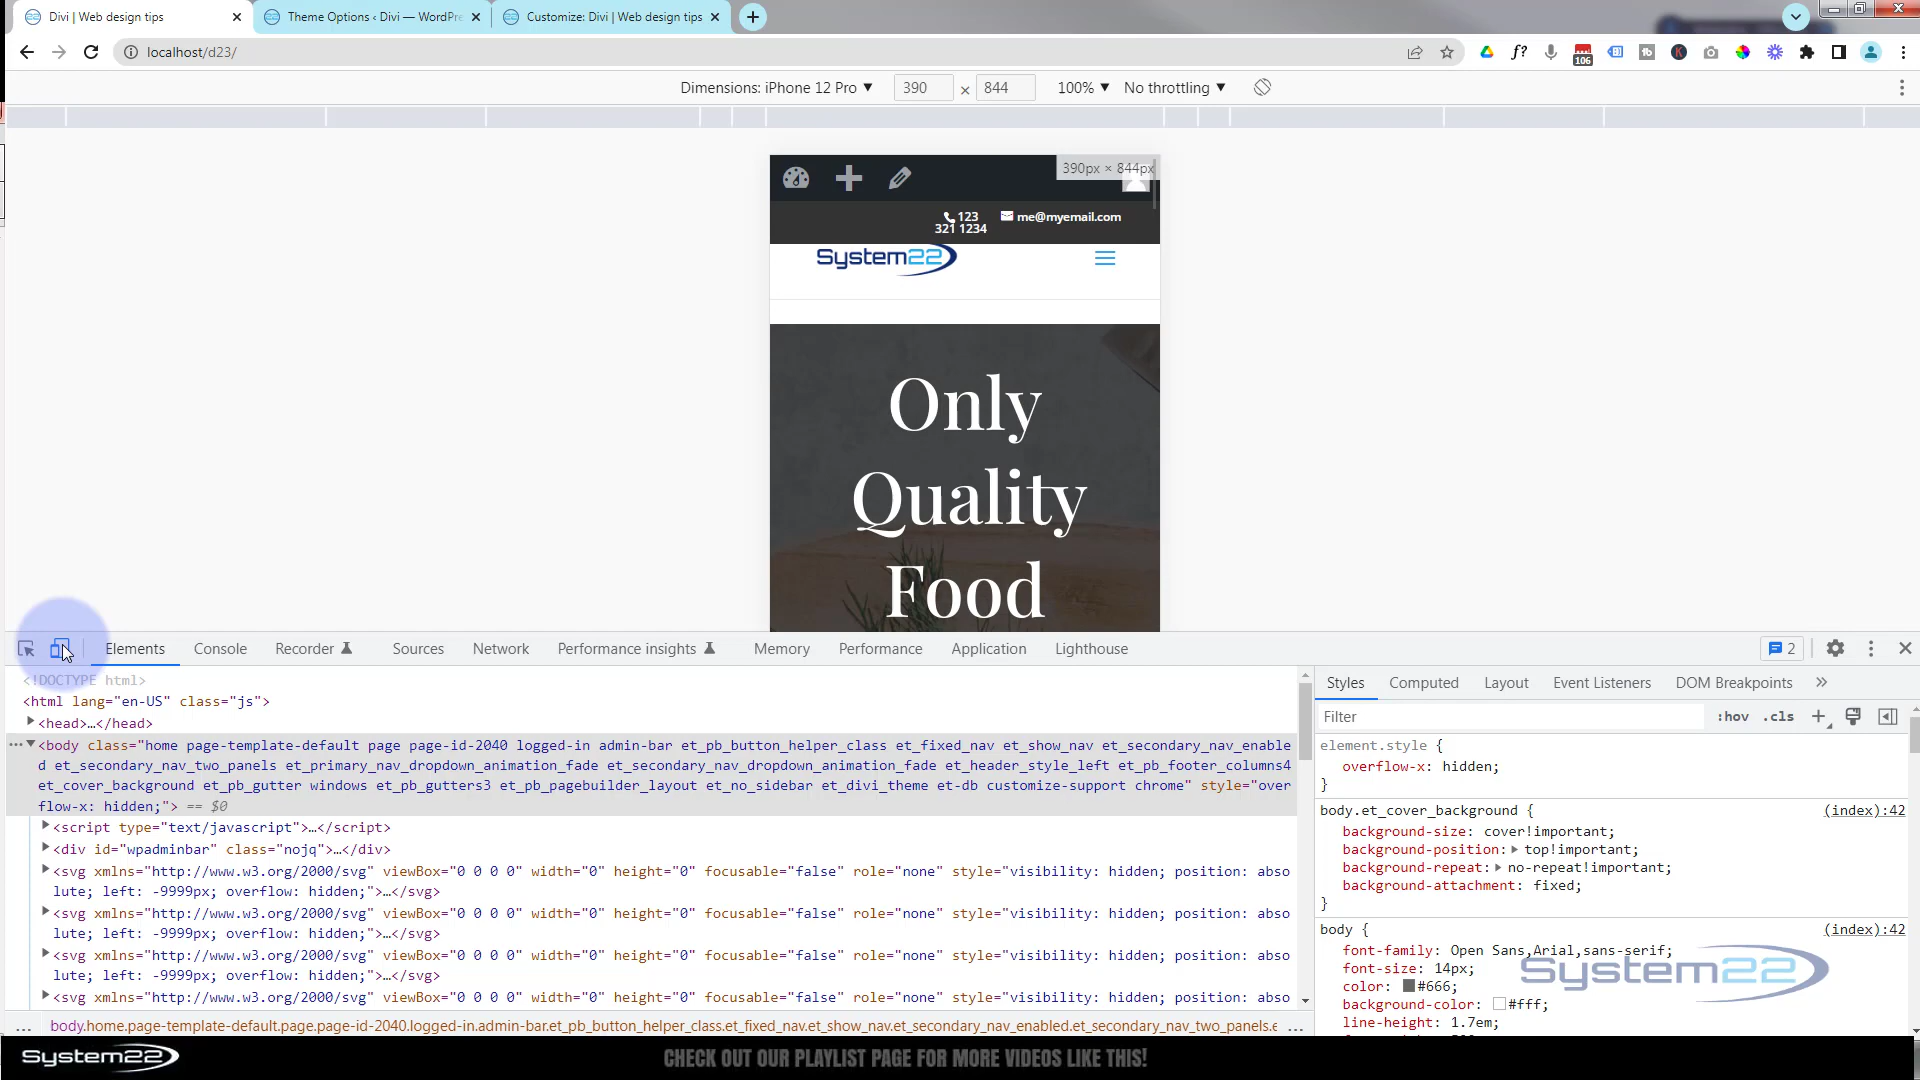 Divi | Web design tips
Theme Options ‹ Divi — WordPre
Customize: Divi | Web design tips
localhost/d23/
106
Dimensions: iPhone 12 Pro ▼ 390 × 844 100% ▼ No throttling ▼
390px × 844px
123
321 1234
me@myemail.com
System22
Only
Quality
Food
Elements Console Recorder Sources Network Performance insights Memory Performance Application Lighthouse 2
<!DOCTYPE html>
<html lang="en-US" class="js">
<head>…</head>
<body class="home page-template-default page page-id-2040 logged-in admin-bar et_pb_button_helper_class et_fixed_nav et_show_nav et_secondary_nav_enable
d et_secondary_nav_two_panels et_primary_nav_dropdown_animation_fade et_secondary_nav_dropdown_animation_fade et_header_style_left et_pb_footer_columns4
et_cover_background et_pb_gutter windows et_pb_gutters3 et_pb_pagebuilder_layout et_no_sidebar et_divi_theme et-db customize-support chrome" style="over
flow-x: hidden;"> == $0
<script type="text/javascript">…</script>
<div id="wpadminbar" class="nojq">…</div>
<svg xmlns="http://www.w3.org/2000/svg" viewBox="0 0 0 0" width="0" height="0" focusable="false" role="none" style="visibility: hidden; position: abso
lute; left: -9999px; overflow: hidden;">…</svg>
<svg xmlns="http://www.w3.org/2000/svg" viewBox="0 0 0 0" width="0" height="0" focusable="false" role="none" style="visibility: hidden; position: abso
lute; left: -9999px; overflow: hidden;">…</svg>
<svg xmlns="http://www.w3.org/2000/svg" viewBox="0 0 0 0" width="0" height="0" focusable="false" role="none" style="visibility: hidden; position: abso
lute; left: -9999px; overflow: hidden;">…</svg>
<svg xmlns="http://www.w3.org/2000/svg" viewBox="0 0 0 0" width="0" height="0" focusable="false" role="none" style="visibility: hidden; position: abso
... body.home.page-template-default.page.page-id-2040.logged-in.admin-bar.et_pb_button_helper_class.et_fixed_nav.et_show_nav.et_secondary_nav_enabled.et_secondary_nav_two_panels.e ...
Styles Computed Layout Event Listeners DOM Breakpoints »
Filter :hov .cls
element.style {
overflow-x: hidden;
}
body.et_cover_background { (index):42
background-size: cover!important;
background-position: top!important;
background-repeat: no-repeat!important;
background-attachment: fixed;
}
body { (index):42
font-family: Open Sans,Arial,sans-serif;
font-size: 14px;
color: #666;
background-color: #fff;
line-height: 1.7em;
System22
System22
CHECK OUT OUR PLAYLIST PAGE FOR MORE VIDEOS LIKE THIS!